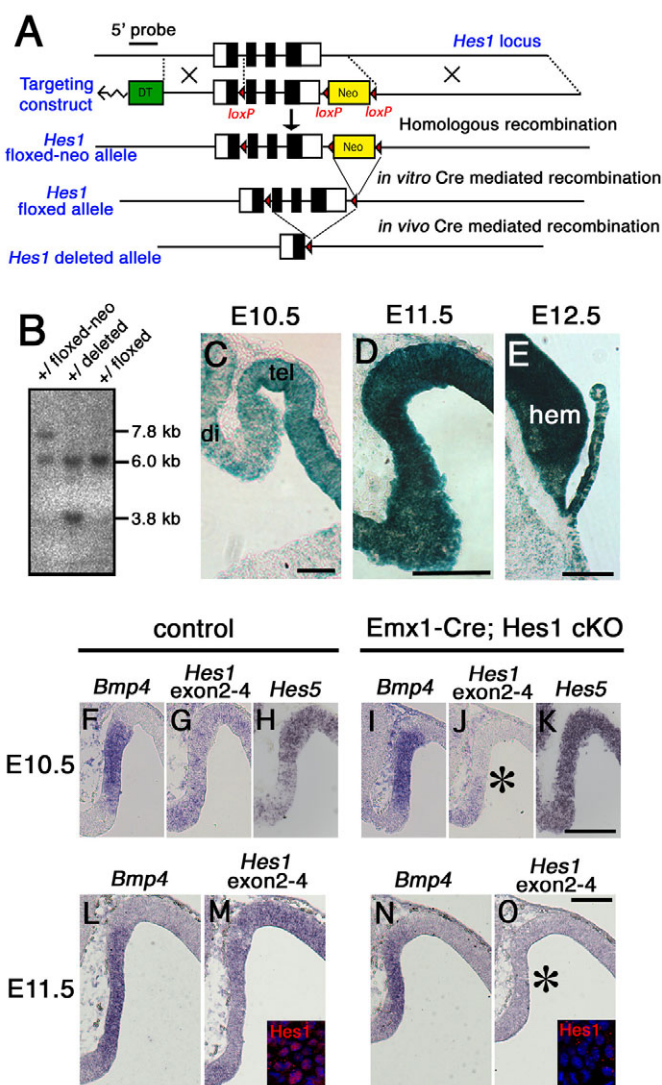 A
5' probe
Hes1 locus
Targeting construct
DT
Neo
loxP
loxP
loxP
Homologous recombination
Hes1 floxed-neo allele
Neo
in vitro Cre mediated recombination
Hes1 floxed allele
in vivo Cre mediated recombination
Hes1 deleted allele
B
+/ floxed-neo
+/ deleted
+/ floxed
7.8 kb
6.0 kb
3.8 kb
E10.5
E11.5
E12.5
C
tel
di
D
E
hem
control
Emx1-Cre; Hes1 cKO
Bmp4
Hes1 exon2-4
Hes5
Bmp4
Hes1 exon2-4
Hes5
E10.5
F
G
H
I
J
*
K
Bmp4
Hes1 exon2-4
Bmp4
Hes1 exon2-4
E11.5
L
M
Hes1
N
O
*
Hes1